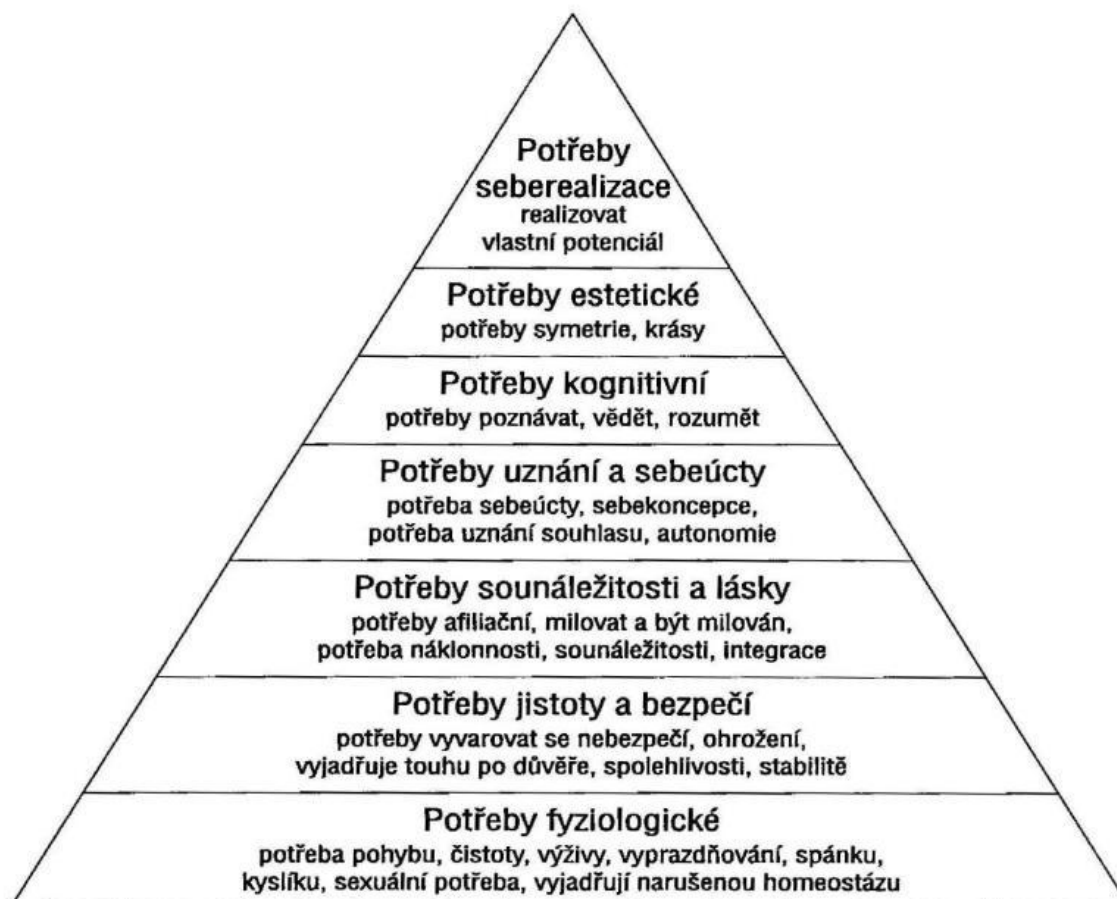 Potřeby
seberealizace
realizovat
vlastní potenciál
Potřeby estetické
potřeby symetrie, krásy
Potřeby kognitivní
potřeby poznávat, vědět, rozumět
Potřeby uznání a sebeúcty
potřeba sebeúcty, sebekoncepce,
potřeba uznání souhlasu, autonomie
Potřeby sounáležitosti a lásky
potřeby afiliační, milovat a být milován,
potřeba náklonnosti, sounáležitosti, integrace
Potřeby jistoty a bezpečí
potřeby vyvarovat se nebezpečí, ohrožení,
vyjadřuje touhu po důvěře, spolehlivosti, stabilitě
Potřeby fyziologické
potřeba pohybu, čistoty, výživy, vyprazdňování, spánku,
kyslíku, sexuální potřeba, vyjadřují narušenou homeostázu